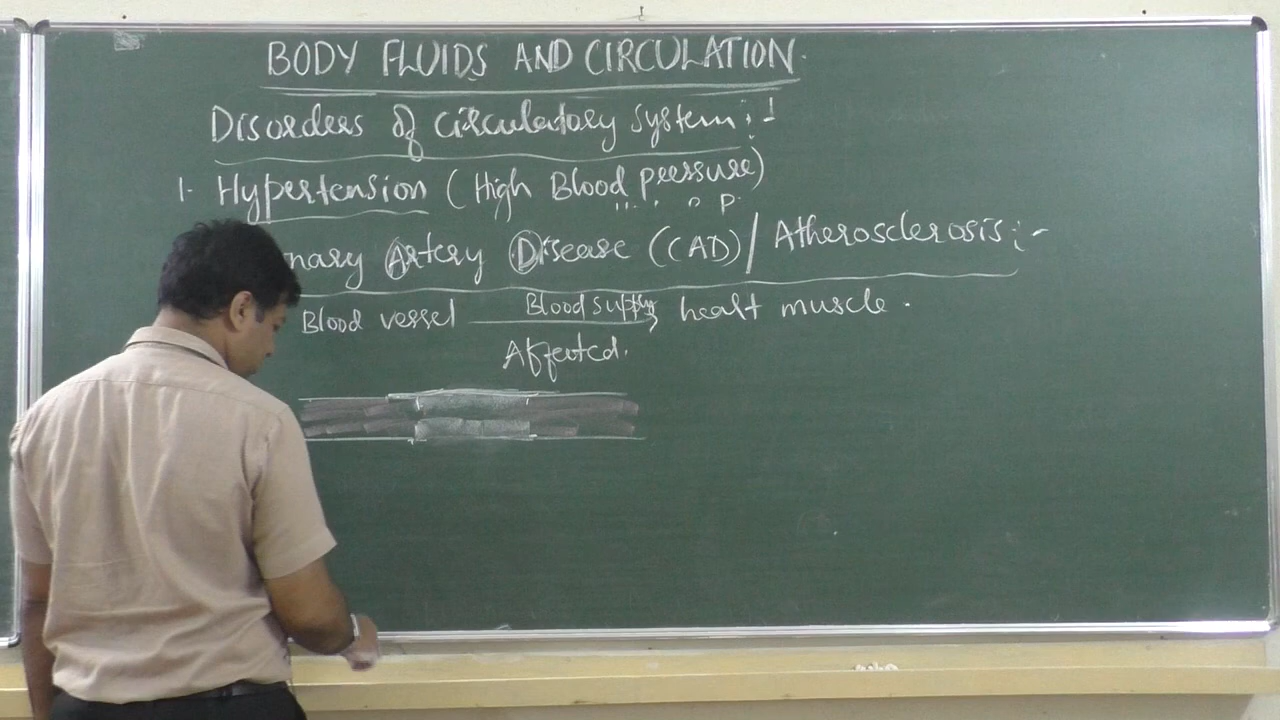 BODY FLUIDS AND CIRCULATION.
Disorders of circulatory system :-
1. Hypertension (High Blood pressure)
nary Artery Disease (CAD) / Atherosclerosis :-
Blood vessel Blood supply heart muscle.
Affected.